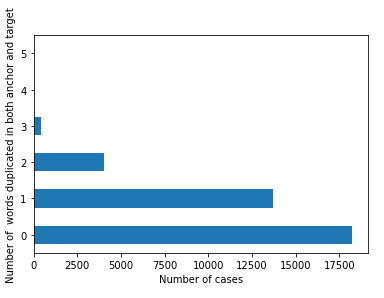 Number of  words duplicated in both anchor and target
5
4
3
2
1
0
0 2500 5000 7500 10000 12500 15000 17500
Number of cases